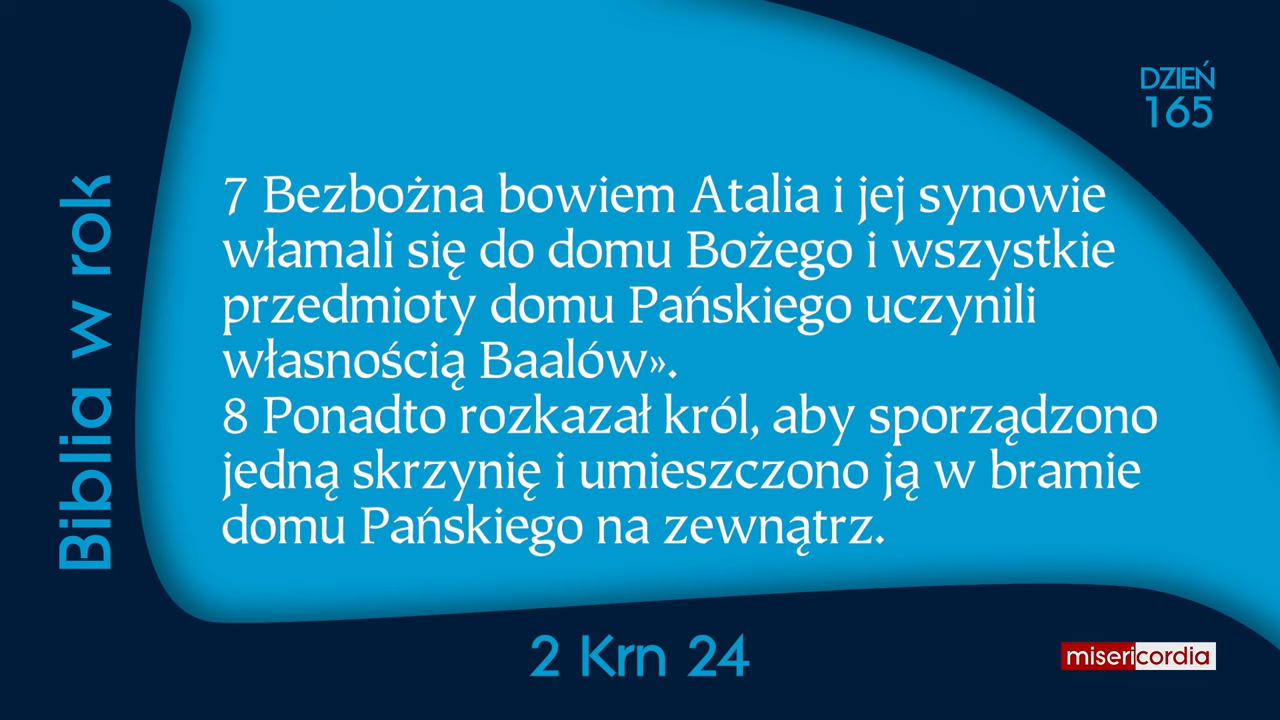 DZIEŃ
165
Biblia w rok
7 Bezbożna bowiem Atalia i jej synowie
włamali się do domu Bożego i wszystkie
przedmioty domu Pańskiego uczynili
własnością Baalów».
8 Ponadto rozkazał król, aby sporządzono
jedną skrzynię i umieszczono ją w bramie
domu Pańskiego na zewnątrz.
2 Krn 24
misericordia